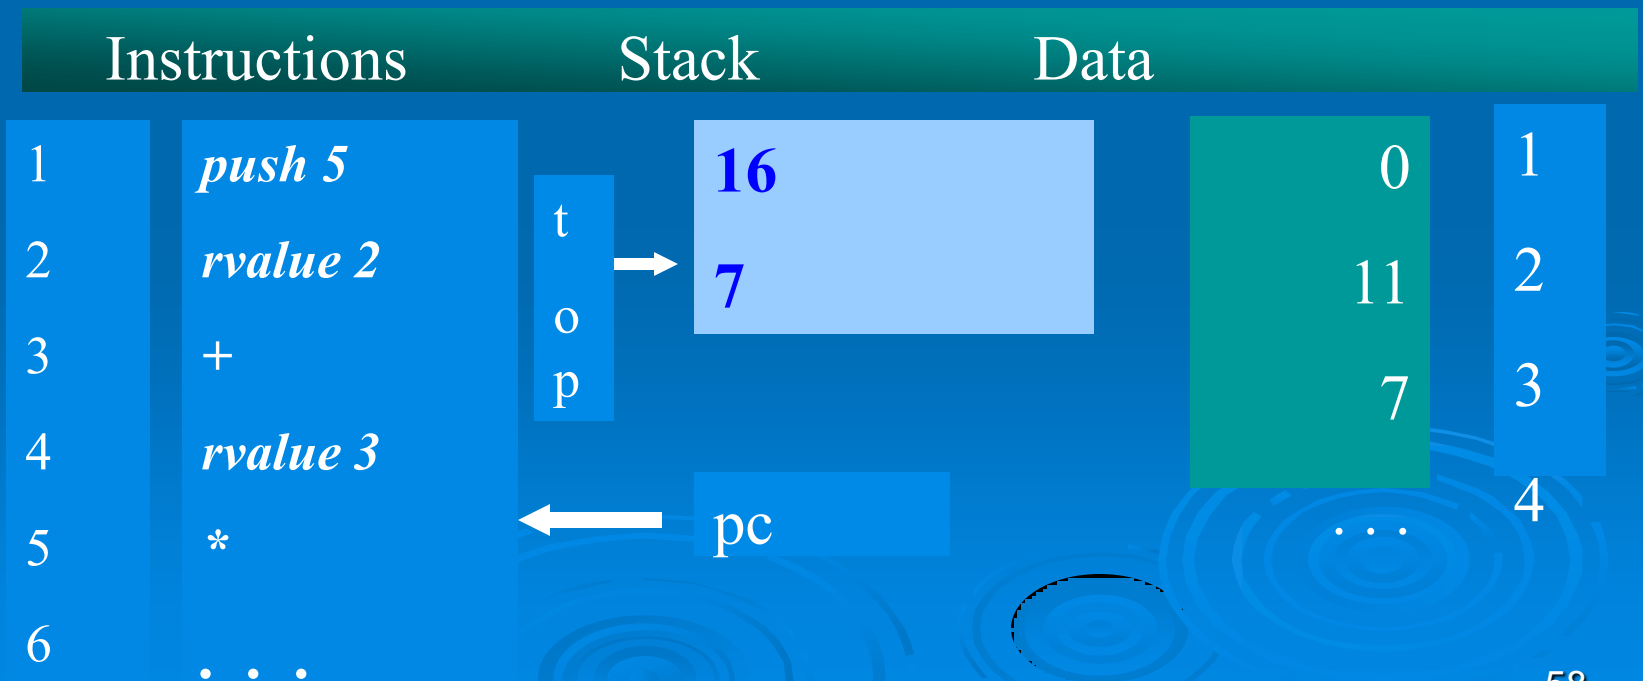 Instructions Stack Data
1 push 5
2 rvalue 2
3 +
4 rvalue 3
5 *
6 . . .
t
o
p
16
7
pc
0 1
11 2
7 3
. . . 4
58